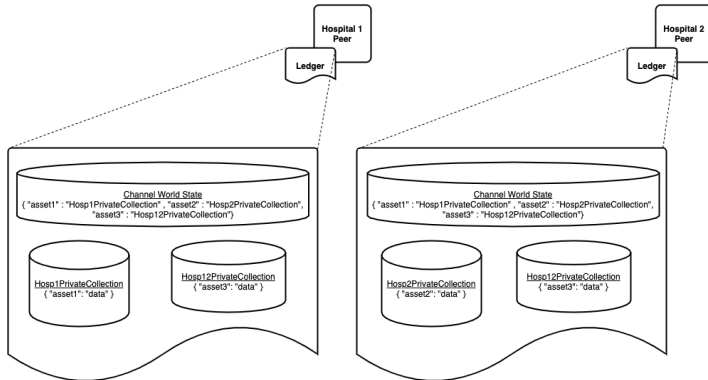 Hospital 1
Peer
Ledger
Channel World State
{ "asset1" : "Hosp1PrivateCollection" , "asset2" : "Hosp2PrivateCollection",
"asset3" : "Hosp12PrivateCollection"}
Hosp1PrivateCollection
{ "asset1": "data" }
Hosp12PrivateCollection
{ "asset3": "data" }
Hospital 2
Peer
Ledger
Channel World State
{ "asset1" : "Hosp1PrivateCollection" , "asset2" : "Hosp2PrivateCollection",
"asset3" : "Hosp12PrivateCollection"}
Hosp2PrivateCollection
{ "asset2": "data" }
Hosp12PrivateCollection
{ "asset3": "data" }